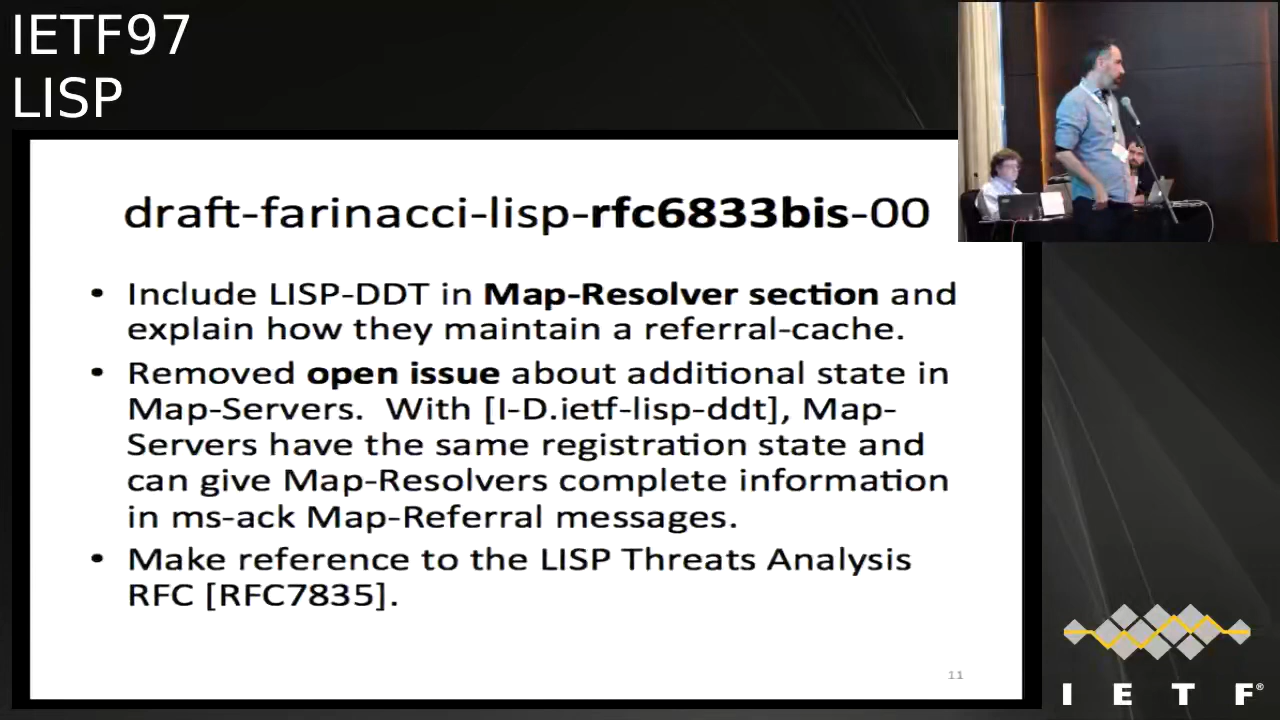 IETF97
LISP
draft-farinacci-lisp-rfc6833bis-00
• Include LISP-DDT in Map-Resolver section and
explain how they maintain a referral-cache.
• Removed open issue about additional state in
Map-Servers. With [I-D.ietf-lisp-ddt], Map-
Servers have the same registration state and
can give Map-Resolvers complete information
in ms-ack Map-Referral messages.
• Make reference to the LISP Threats Analysis
RFC [RFC7835].
11
I E T F®